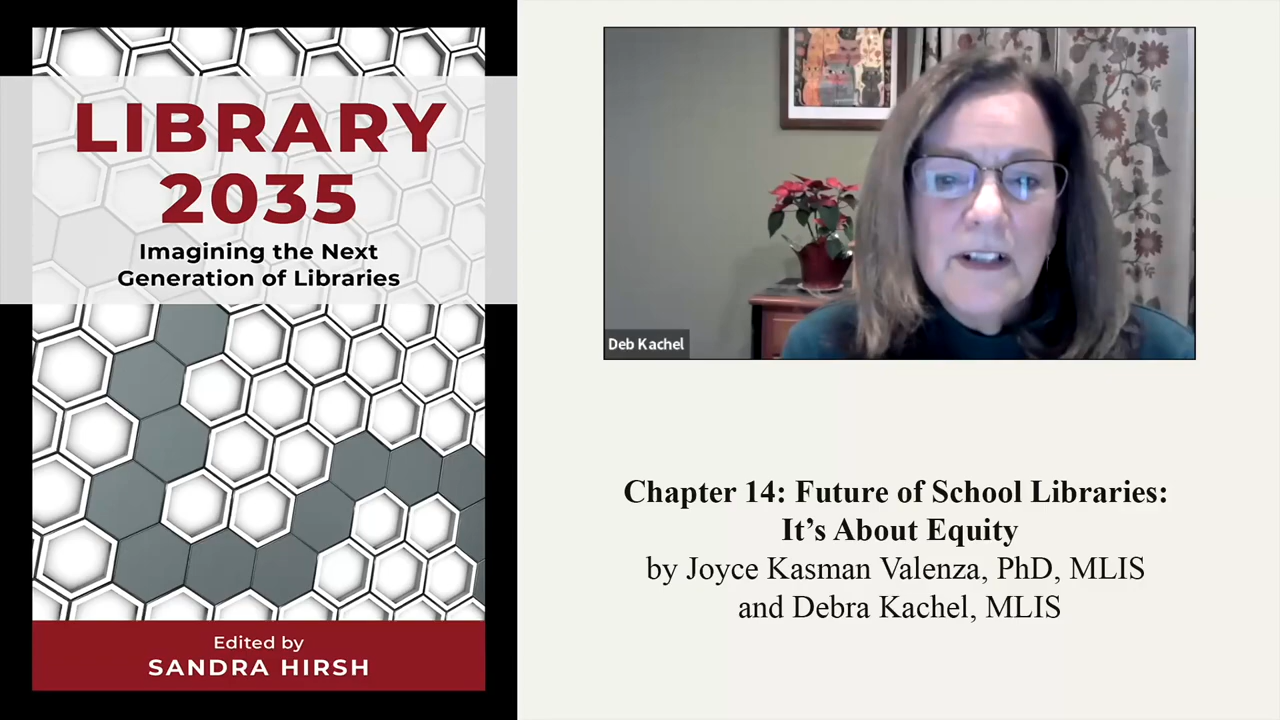 LIBRARY
2035
Imagining the Next
Generation of Libraries
Edited by
SANDRA HIRSH
Deb Kachel
Chapter 14: Future of School Libraries:
It’s About Equity
by Joyce Kasman Valenza, PhD, MLIS
and Debra Kachel, MLIS